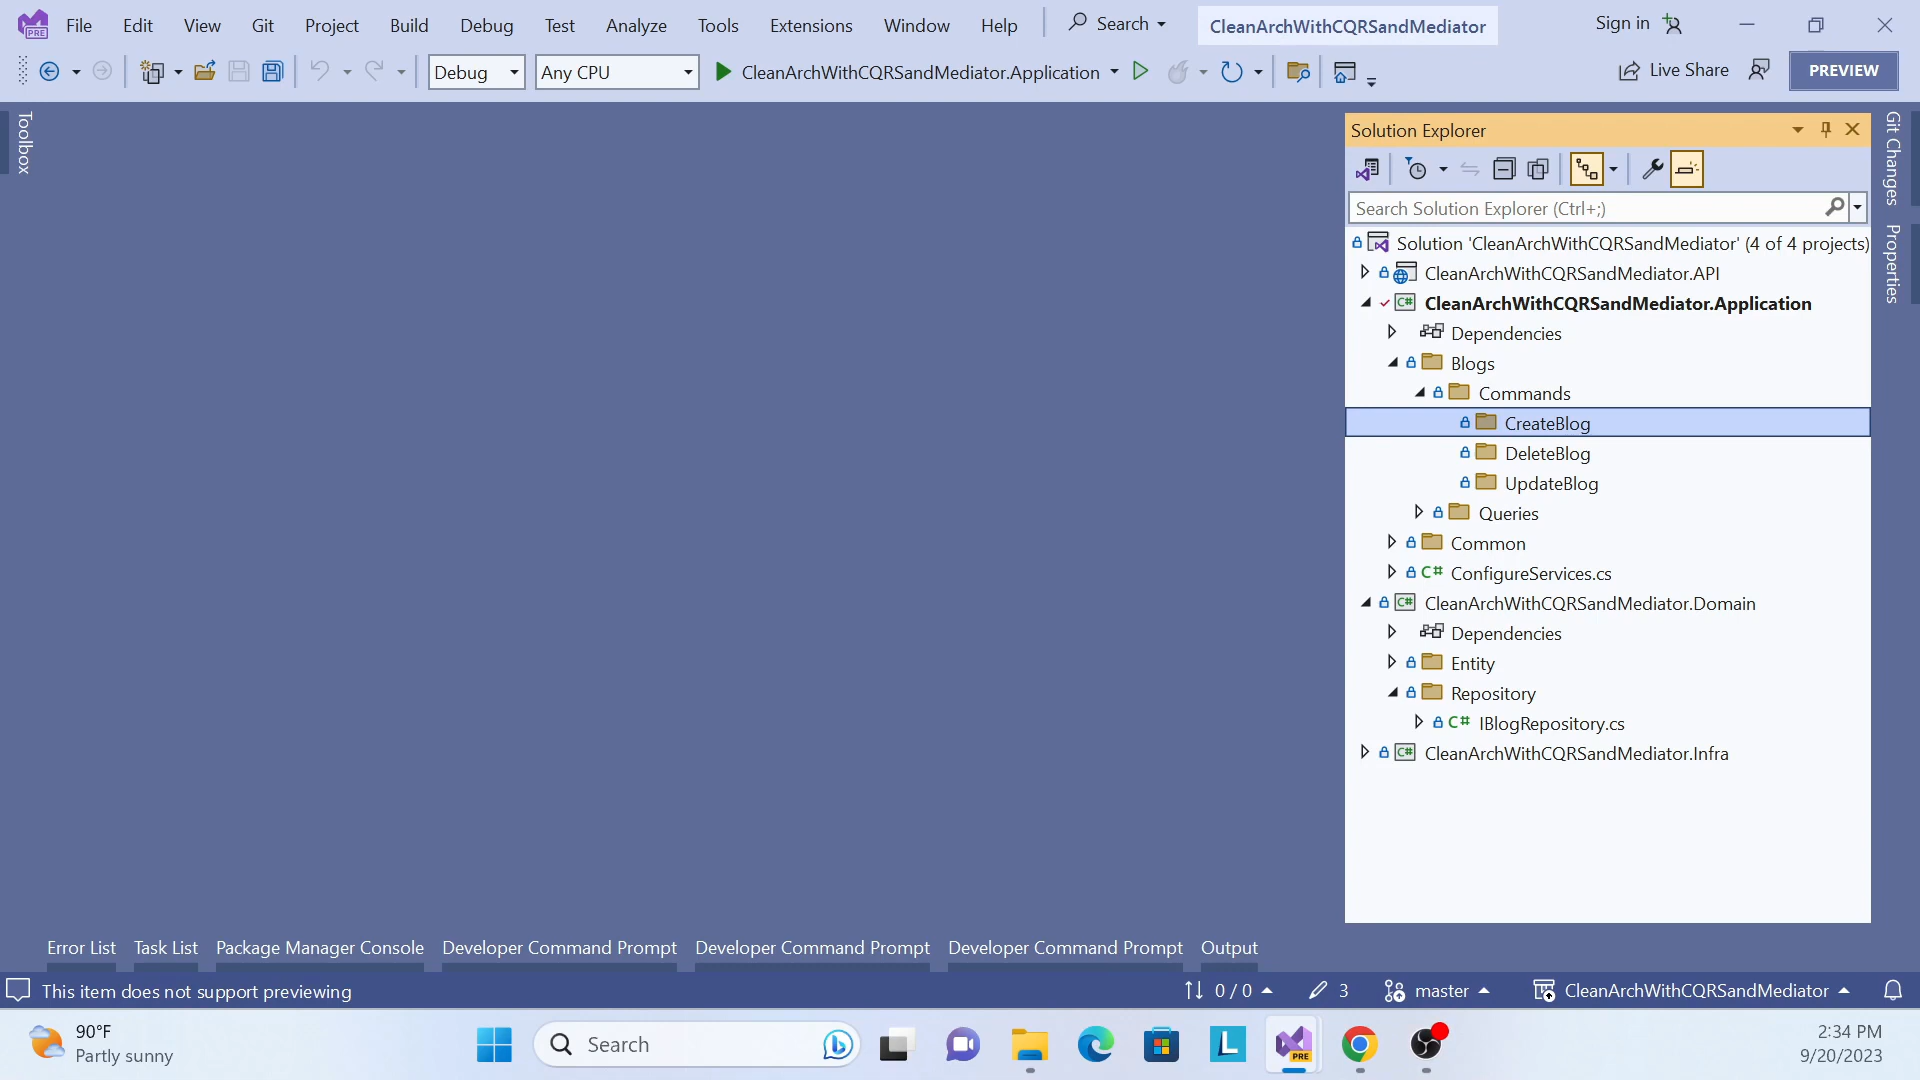 File Edit View Git Project Build Debug Test Analyze Tools Extensions Window Help Search CleanArchWithCQRSandMediator Sign in
PRE
Debug Any CPU CleanArchWithCQRSandMediator.Application Live Share PREVIEW
Toolbox
Solution Explorer
Git Changes
Properties
Search Solution Explorer (Ctrl+;)
Solution 'CleanArchWithCQRSandMediator' (4 of 4 projects)
CleanArchWithCQRSandMediator.API
C# CleanArchWithCQRSandMediator.Application
Dependencies
Blogs
Commands
CreateBlog
DeleteBlog
UpdateBlog
Queries
Common
C# ConfigureServices.cs
C# CleanArchWithCQRSandMediator.Domain
Dependencies
Entity
Repository
C# IBlogRepository.cs
C# CleanArchWithCQRSandMediator.Infra
Error List Task List Package Manager Console Developer Command Prompt Developer Command Prompt Developer Command Prompt Output
This item does not support previewing 0 / 0 3 master CleanArchWithCQRSandMediator
90°F
Partly sunny
Search
L
PRE
2:34 PM
9/20/2023